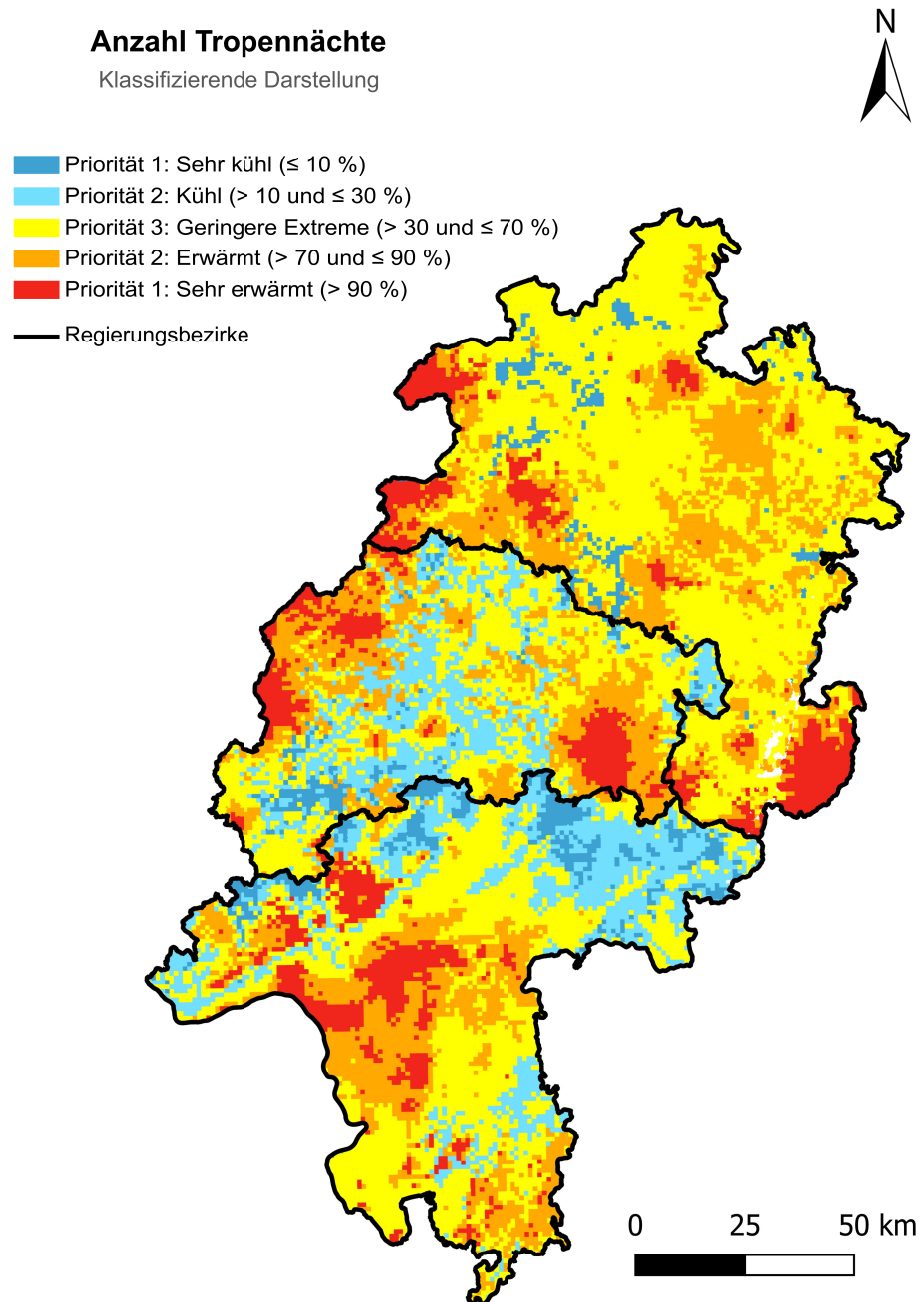 Anzahl Tropennächte
Klassifizierende Darstellung
N
Priorität 1: Sehr kühl (≤ 10 %)
Priorität 2: Kühl (> 10 und ≤ 30 %)
Priorität 3: Geringere Extreme (> 30 und ≤ 70 %)
Priorität 2: Erwärmt (> 70 und ≤ 90 %)
Priorität 1: Sehr erwärmt (> 90 %)
Regierungsbezirke
0 25 50 km